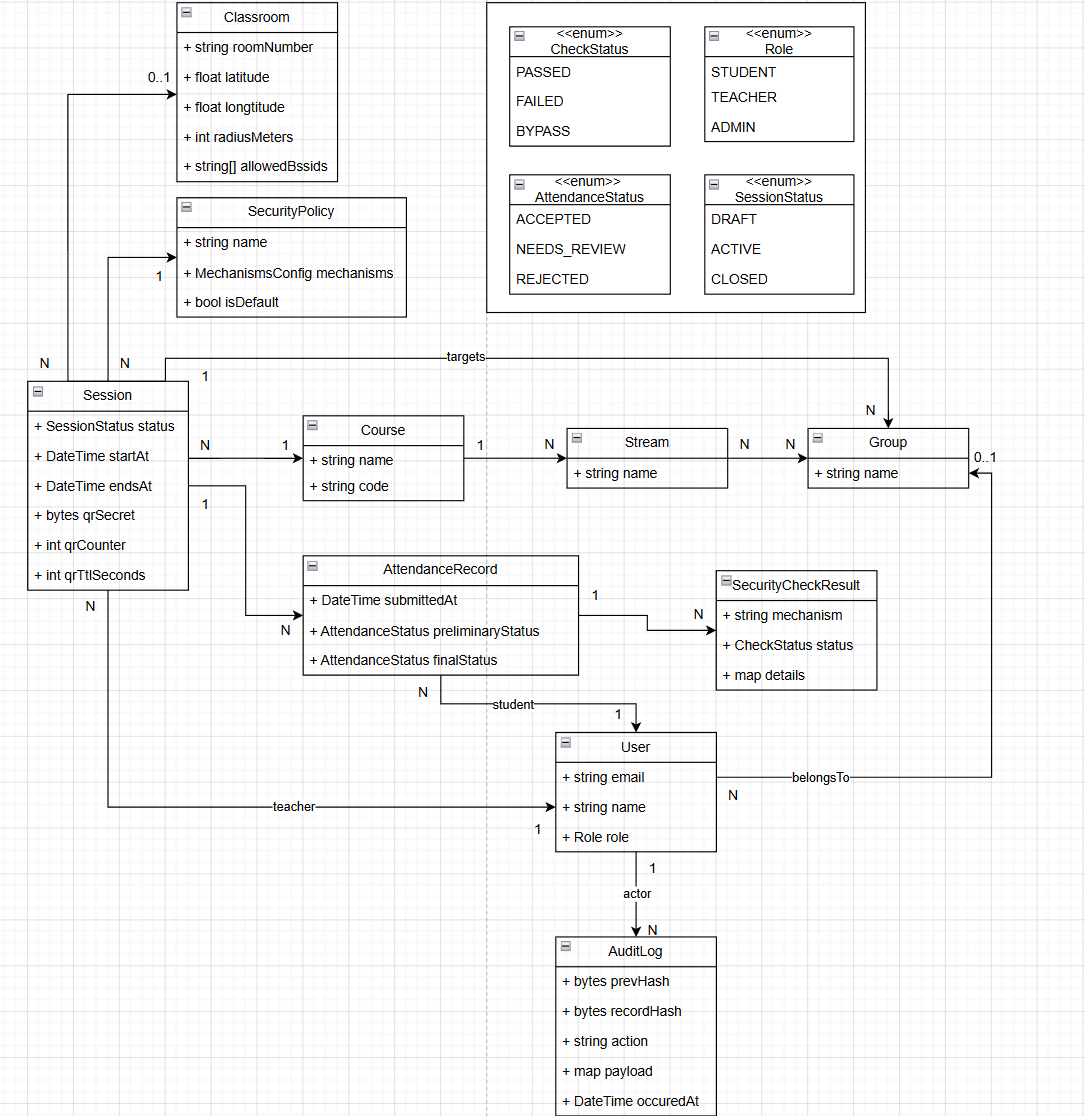 Classroom
+ string roomNumber
+ float latitude
+ float longtitude
+ int radiusMeters
+ string[] allowedBssids
0..1
<<enum>>
CheckStatus
PASSED
FAILED
BYPASS
<<enum>>
Role
STUDENT
TEACHER
ADMIN
<<enum>>
AttendanceStatus
ACCEPTED
NEEDS_REVIEW
REJECTED
<<enum>>
SessionStatus
DRAFT
ACTIVE
CLOSED
SecurityPolicy
+ string name
+ MechanismsConfig mechanisms
+ bool isDefault
1
N
N
targets
1
N
Session
+ SessionStatus status
+ DateTime startAt
+ DateTime endsAt
+ bytes qrSecret
+ int qrCounter
+ int qrTtlSeconds
N
1
Course
+ string name
+ string code
1
N
Stream
+ string name
N
N
Group
+ string name
0..1
1
N
N
AttendanceRecord
+ DateTime submittedAt
+ AttendanceStatus preliminaryStatus
+ AttendanceStatus finalStatus
1
N
SecurityCheckResult
+ string mechanism
+ CheckStatus status
+ map details
N
student
1
User
+ string email
+ string name
+ Role role
belongsTo
N
teacher
1
1
actor
N
AuditLog
+ bytes prevHash
+ bytes recordHash
+ string action
+ map payload
+ DateTime occuredAt